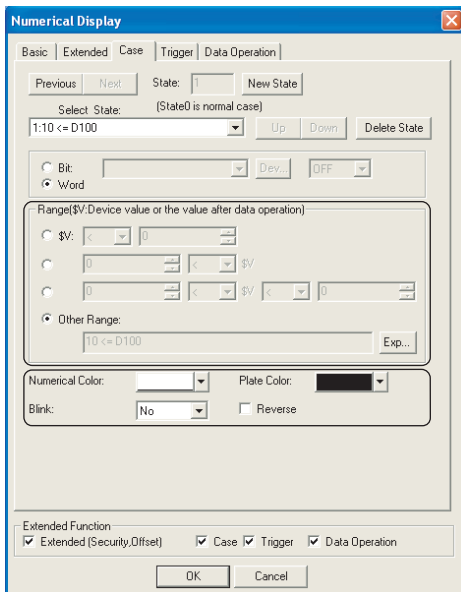 Numerical Display
Basic Extended Case Trigger Data Operation
Previous Next State: 1 New State
Select State: (State0 is normal case)
1:10 <= D100 Up Down Delete State
Bit: Dev... OFF
Word
Range($V:Device value or the value after data operation)
$V: < 0
0 < $V
0 < $V < 0
Other Range:
10 <= D100 Exp...
Numerical Color: Plate Color:
Blink: No Reverse
Extended Function
Extended (Security,Offset) Case Trigger Data Operation
OK Cancel